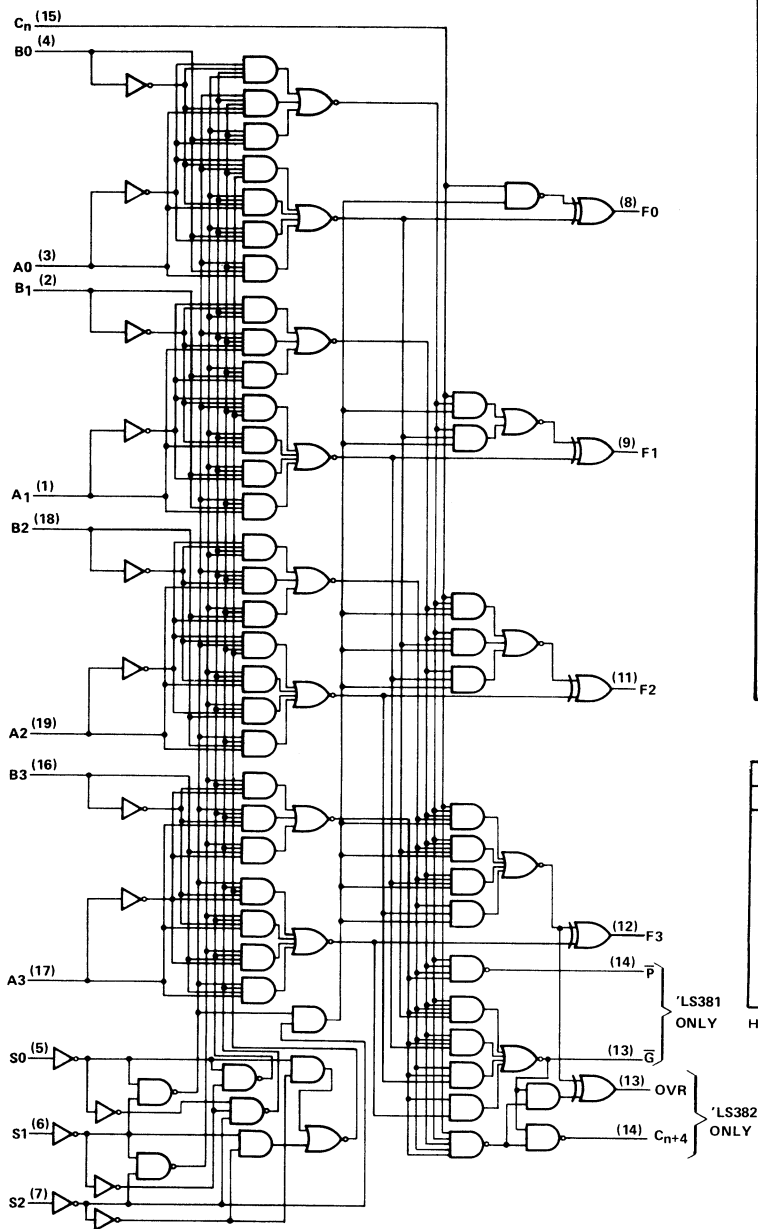 Cn (15)
B0 (4)
A0 (3)
B1 (2)
A1 (1)
B2 (18)
A2 (19)
B3 (16)
A3 (17)
S0 (5)
S1 (6)
S2 (7)
(8) F0
(9) F1
(11) F2
(12) F3
(14) P̅
'LS381
ONLY
(13) G̅
(13) OVR
'LS382
ONLY
(14) Cn+4
H